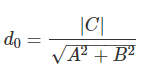 d₀ = |C| / √(A² + B²)